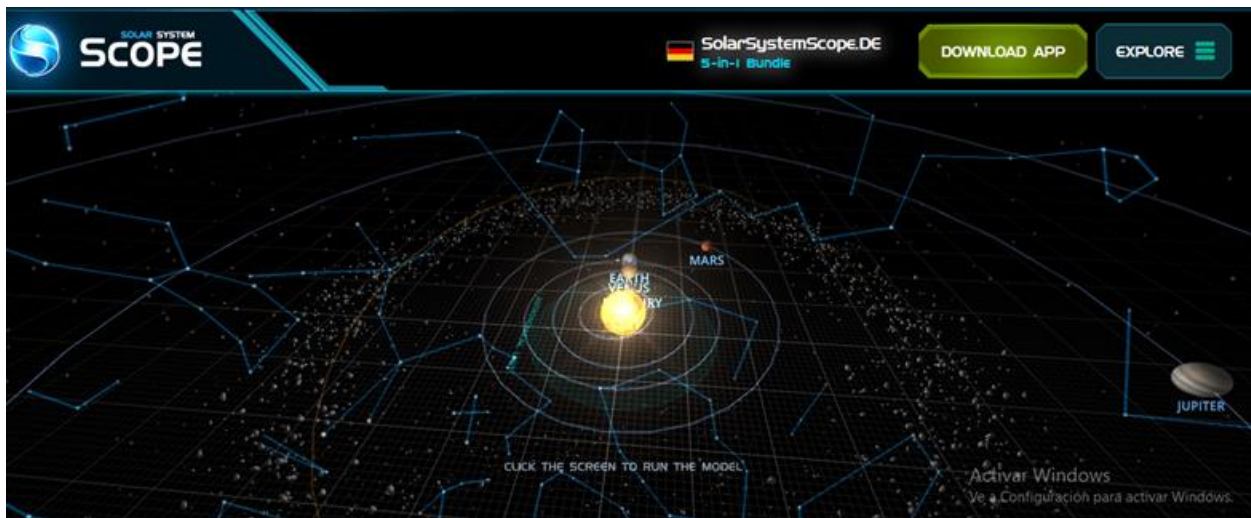 SOLAR SYSTEM
SCOPE
SolarSystemScope.DE
5-in-1 Bundle
DOWNLOAD APP
EXPLORE
MARS
EARTH
VENUS
JUPITER
CLICK THE SCREEN TO RUN THE MODEL
Activar Windows
Ve a Configuración para activar Windows.